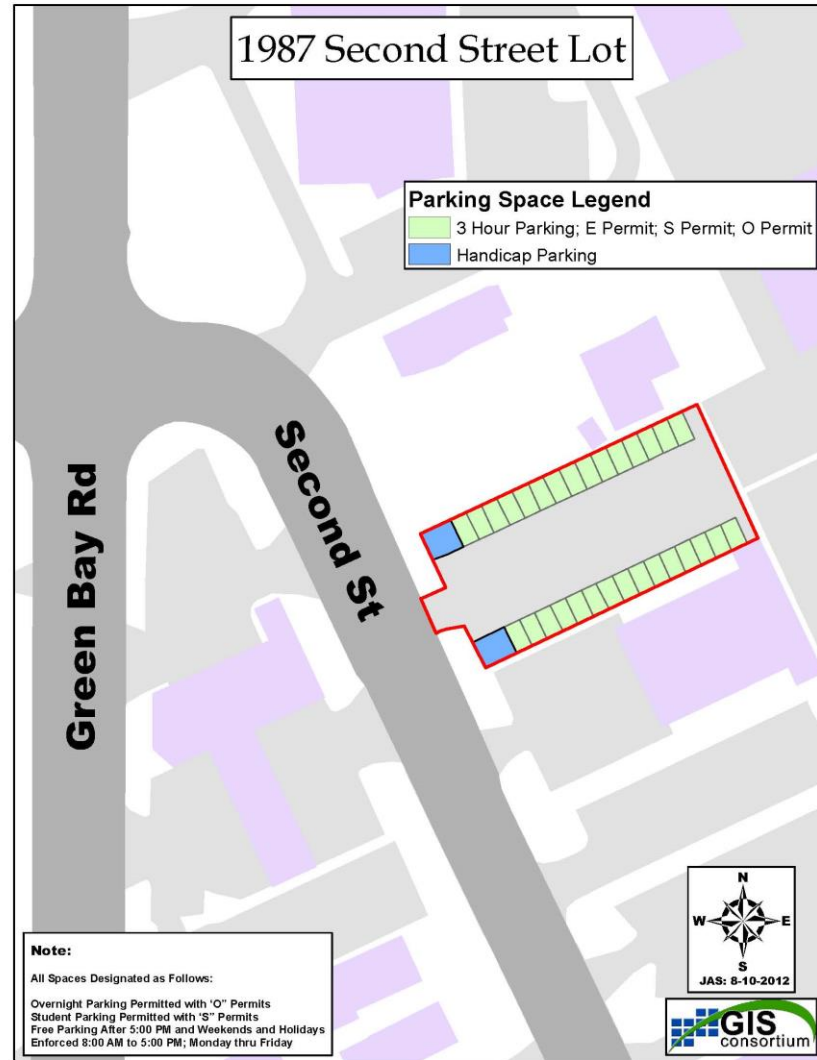 1987 Second Street Lot
Parking Space Legend
3 Hour Parking; E Permit; S Permit; O Permit
Handicap Parking
Second St
Green Bay Rd
Note:
All Spaces Designated as Follows:
Overnight Parking Permitted with 'O" Permits
Student Parking Permitted with 'S" Permits
Free Parking After 5:00 PM and Weekends and Holidays
Enforced 8:00 AM to 5:00 PM; Monday thru Friday
N
W E
S
JAS: 8-10-2012
GIS
consortium